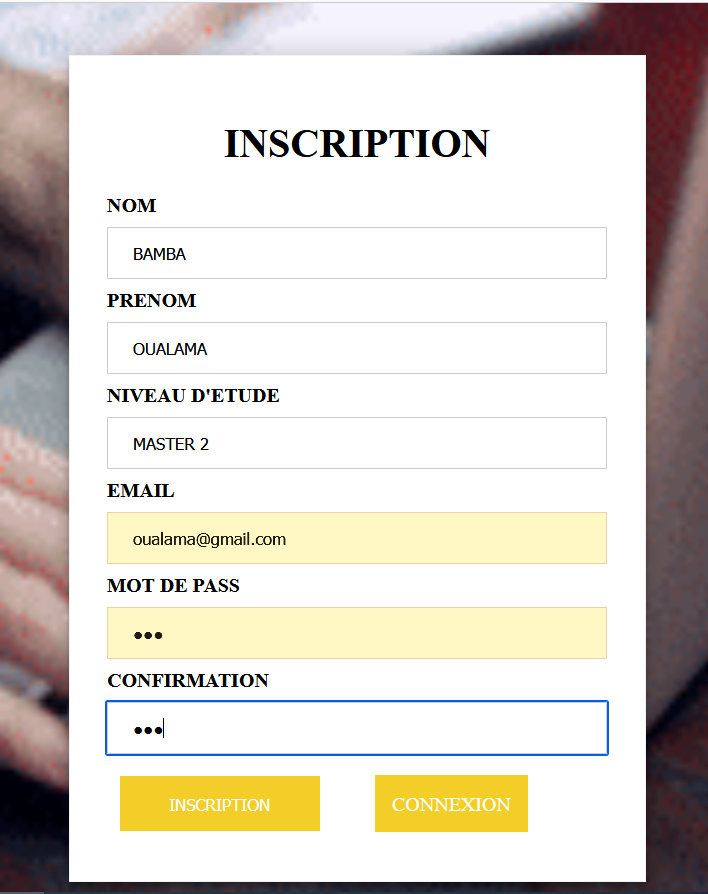 INSCRIPTION
NOM
BAMBA
PRENOM
OUALAMA
NIVEAU D'ETUDE
MASTER 2
EMAIL
oualama@gmail.com
MOT DE PASS
•••
CONFIRMATION
•••
INSCRIPTION CONNEXION